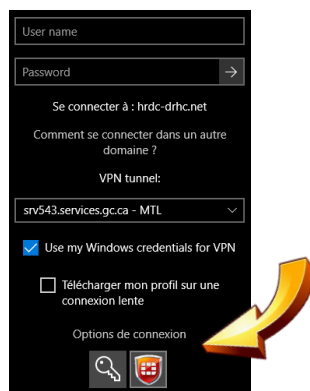 User name
Password
Se connecter à : hrdc-drhc.net
Comment se connecter dans un autre
domaine ?
VPN tunnel:
srv543.services.gc.ca - MTL
Use my Windows credentials for VPN
Télécharger mon profil sur une
connexion lente
Options de connexion